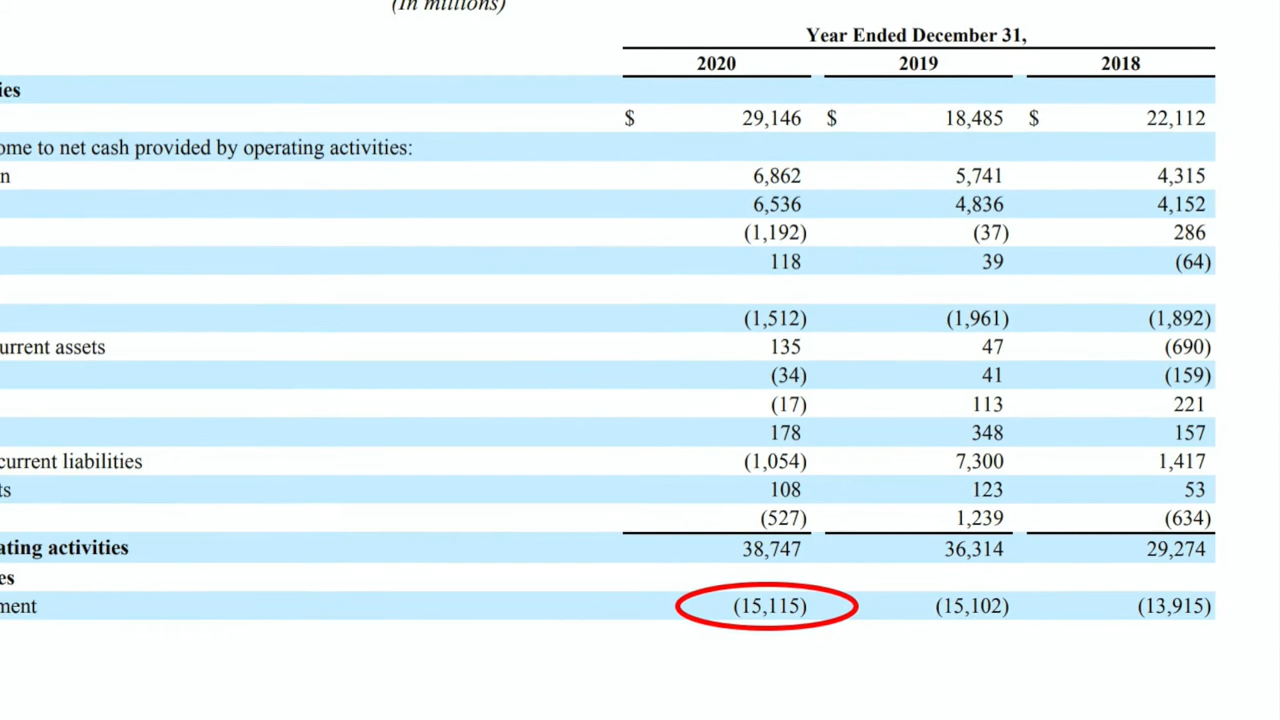 (In millions)
Year Ended December 31,
2020 2019 2018
ies
$ 29,146 $ 18,485 $ 22,112
ome to net cash provided by operating activities:
n 6,862 5,741 4,315
6,536 4,836 4,152
(1,192) (37) 286
118 39 (64)
(1,512) (1,961) (1,892)
urrent assets 135 47 (690)
(34) 41 (159)
(17) 113 221
178 348 157
current liabilities (1,054) 7,300 1,417
ts 108 123 53
(527) 1,239 (634)
ating activities 38,747 36,314 29,274
es
ment (15,115) (15,102) (13,915)